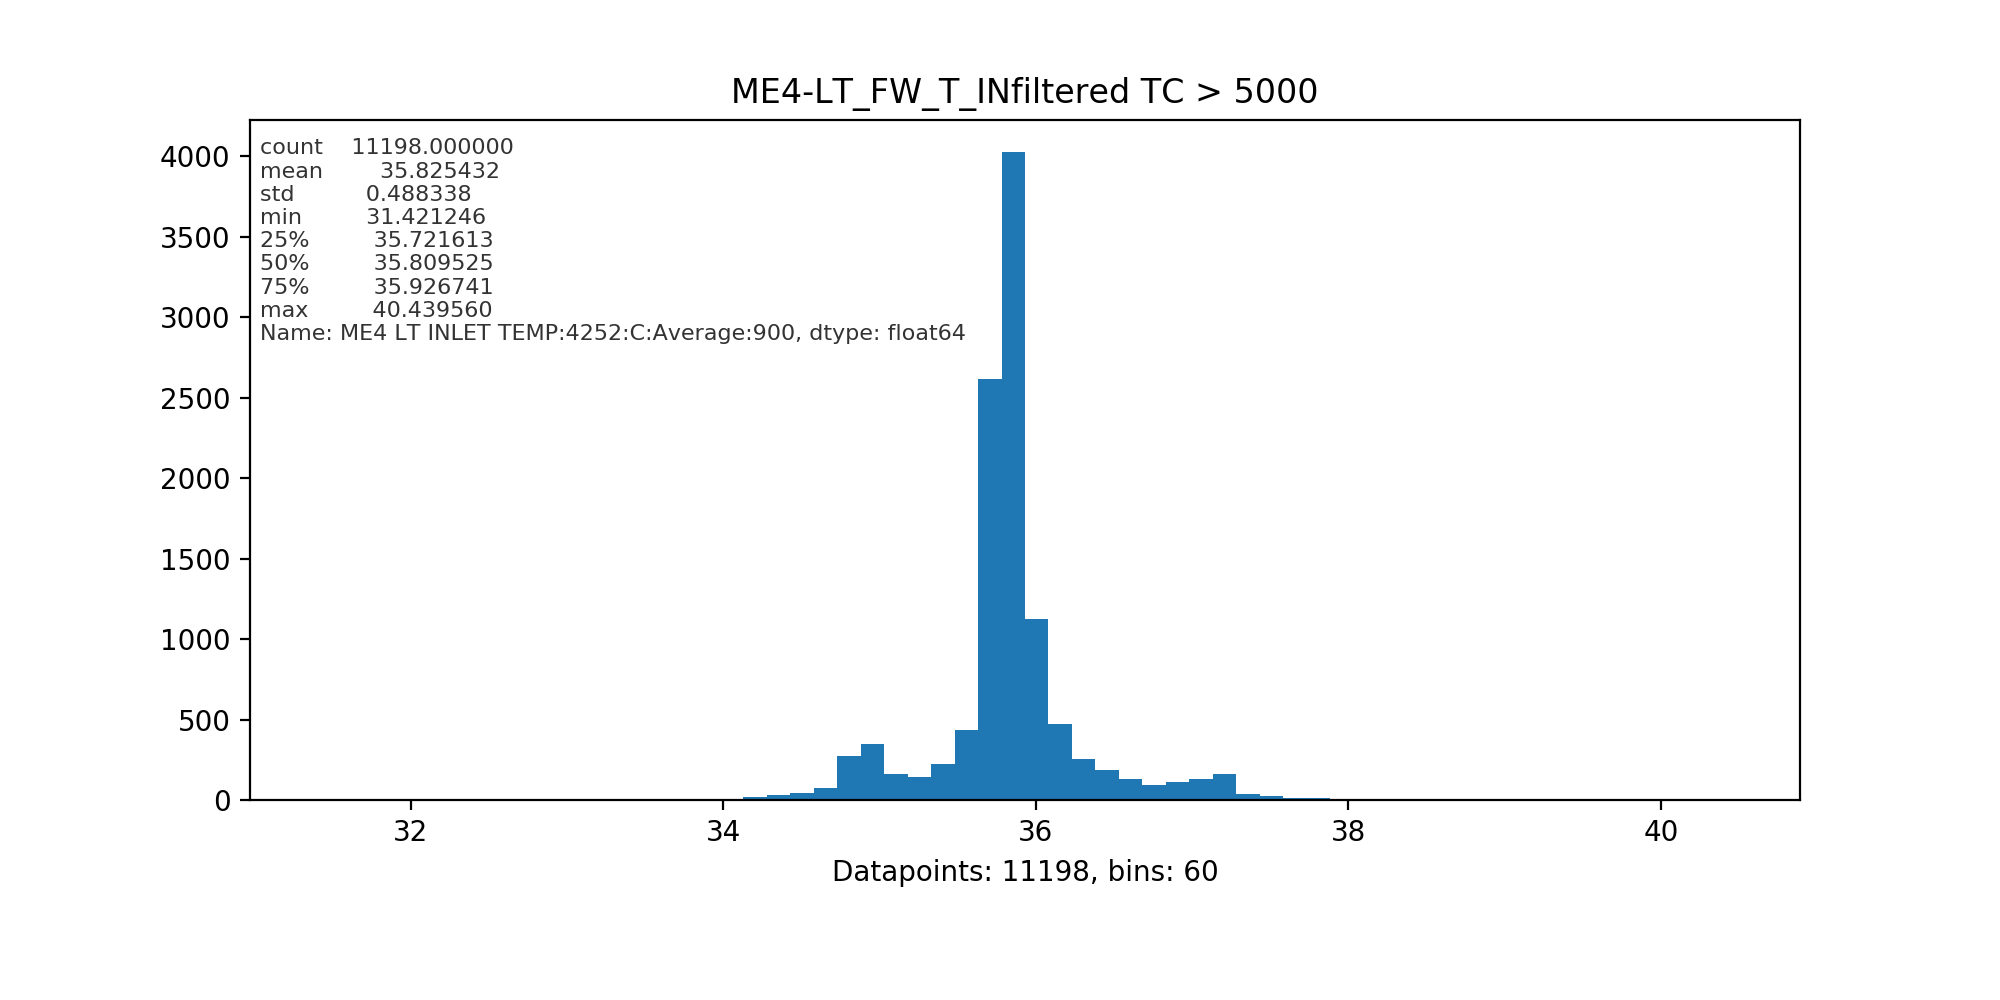 ME4-LT_FW_T_INfiltered TC > 5000
count 11198.000000
mean 35.825432
std 0.488338
min 31.421246
25% 35.721613
50% 35.809525
75% 35.926741
max 40.439560
Name: ME4 LT INLET TEMP:4252:C:Average:900, dtype: float64
4000
3500
3000
2500
2000
1500
1000
500
0
32 34 36 38 40
Datapoints: 11198, bins: 60